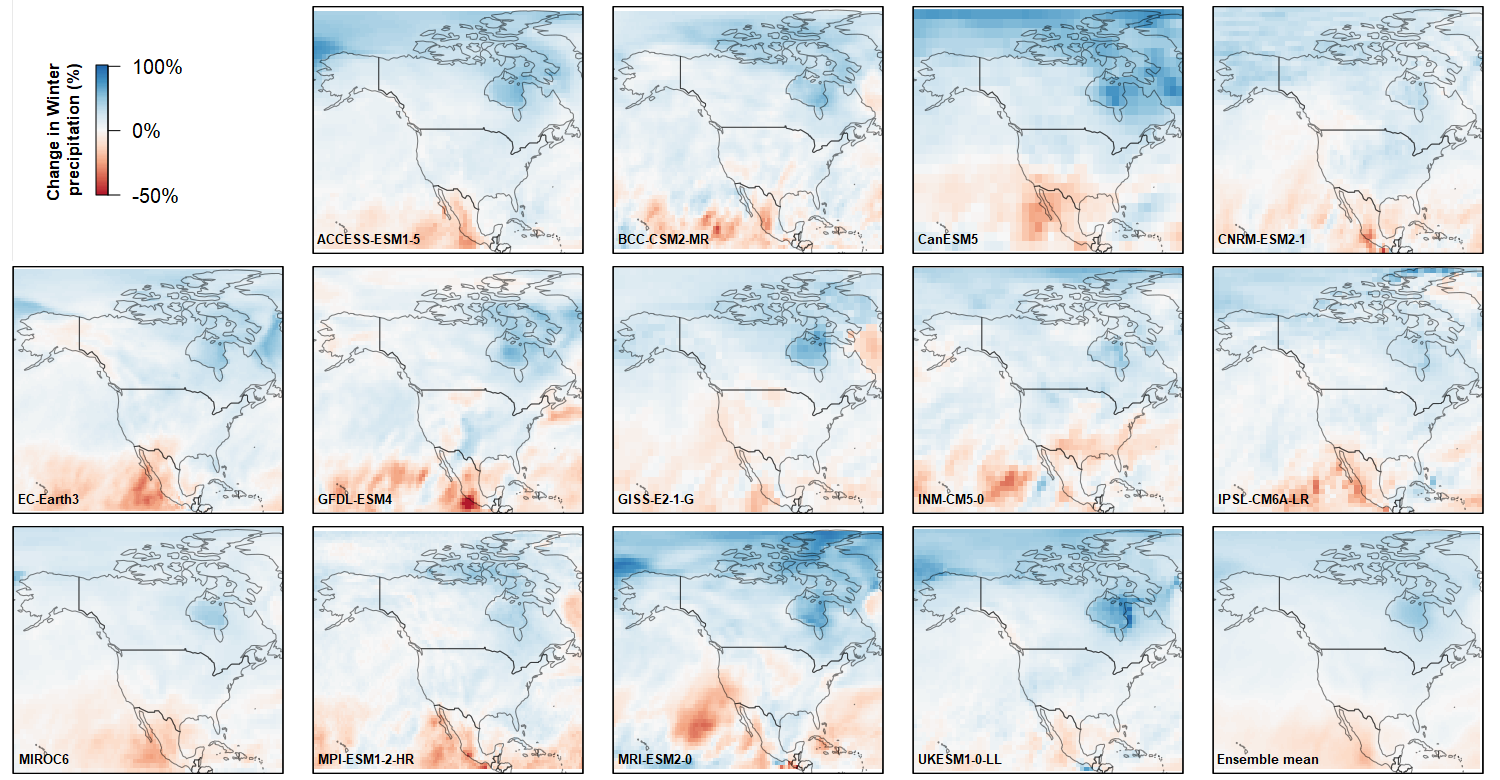 Change in Winter
precipitation (%)
100%
0%
-50%
ACCESS-ESM1-5
BCC-CSM2-MR
CanESM5
CNRM-ESM2-1
EC-Earth3
GFDL-ESM4
GISS-E2-1-G
INM-CM5-0
IPSL-CM6A-LR
MIROC6
MPI-ESM1-2-HR
MRI-ESM2-0
UKESM1-0-LL
Ensemble mean